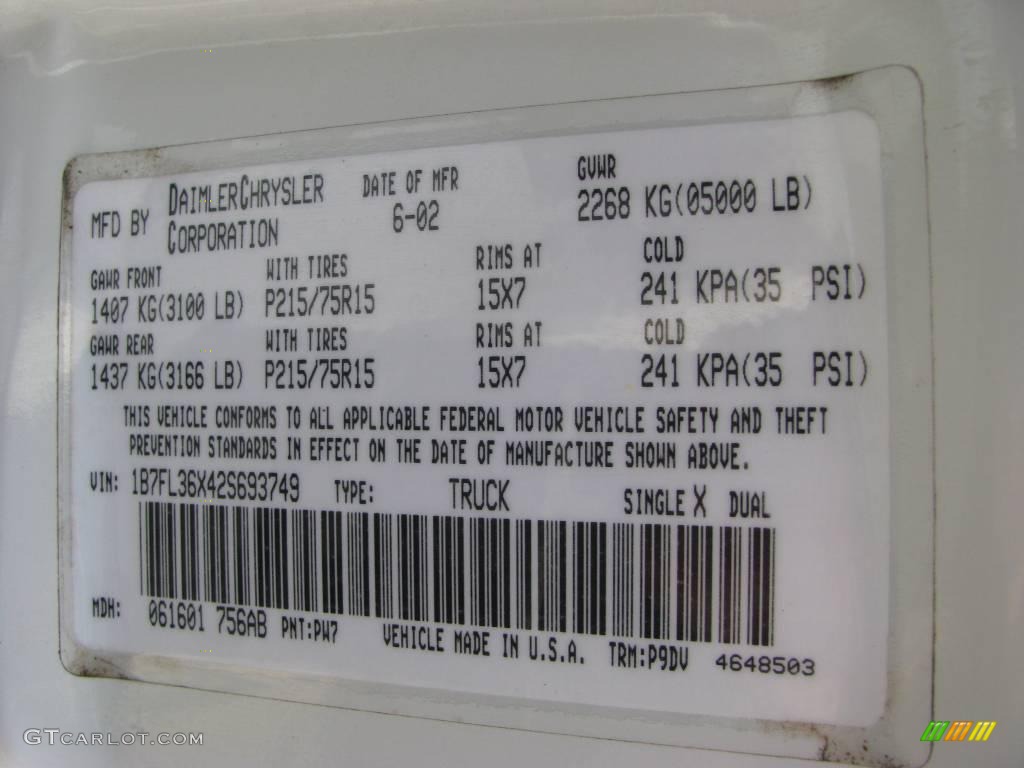 MFD BY DAIMLERCHRYSLER CORPORATION DATE OF MFR 6-02 GVWR 2268 KG(05000 LB)
GAWR FRONT WITH TIRES RIMS AT COLD
1407 KG(3100 LB) P215/75R15 15X7 241 KPA(35 PSI)
GAWR REAR WITH TIRES RIMS AT COLD
1437 KG(3166 LB) P215/75R15 15X7 241 KPA(35 PSI)
THIS VEHICLE CONFORMS TO ALL APPLICABLE FEDERAL MOTOR VEHICLE SAFETY AND THEFT
PREVENTION STANDARDS IN EFFECT ON THE DATE OF MANUFACTURE SHOWN ABOVE.
VIN: 1B7FL36X42S693749 TYPE: TRUCK SINGLE X DUAL
MDH: 061601 756AB PNT:PW7 VEHICLE MADE IN U.S.A. TRM:P9DV 4648503
GTCARLOT.COM